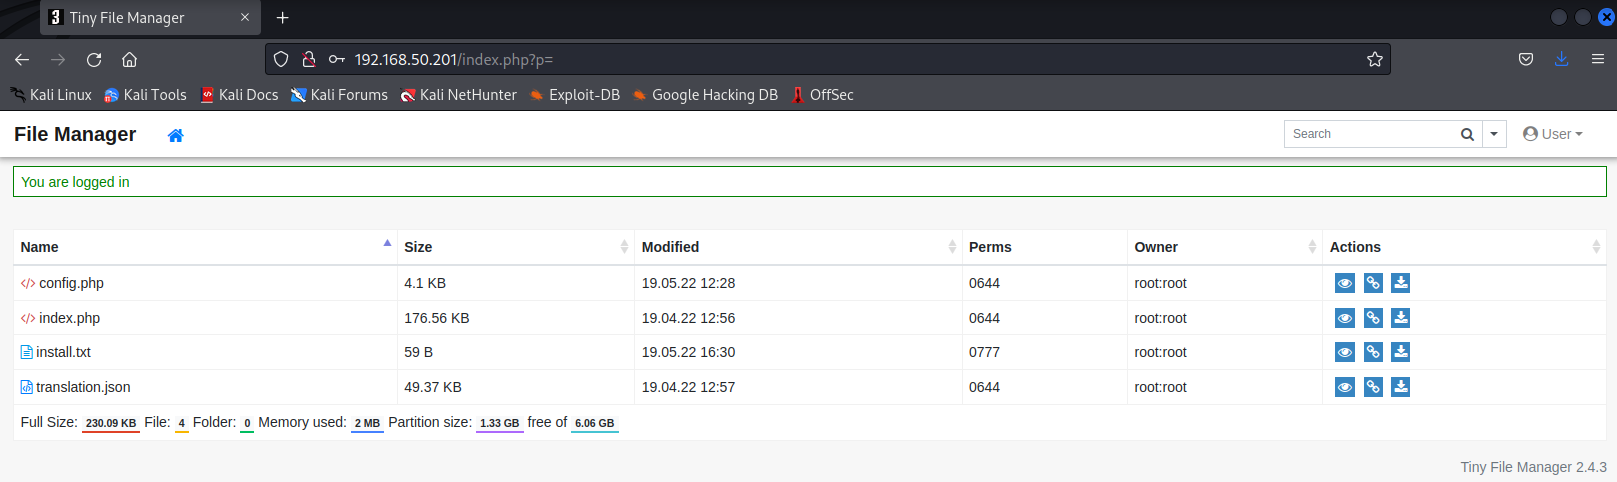 Tiny File Manager
192.168.50.201/index.php?p=
Kali Linux Kali Tools Kali Docs Kali Forums Kali NetHunter Exploit-DB Google Hacking DB OffSec
File Manager Search User
You are logged in
Name Size Modified Perms Owner Actions
config.php 4.1 KB 19.05.22 12:28 0644 root:root
index.php 176.56 KB 19.04.22 12:56 0644 root:root
install.txt 59 B 19.05.22 16:30 0777 root:root
translation.json 49.37 KB 19.04.22 12:57 0644 root:root
Full Size: 230.09 KB File: 4 Folder: 0 Memory used: 2 MB Partition size: 1.33 GB free of 6.06 GB
Tiny File Manager 2.4.3